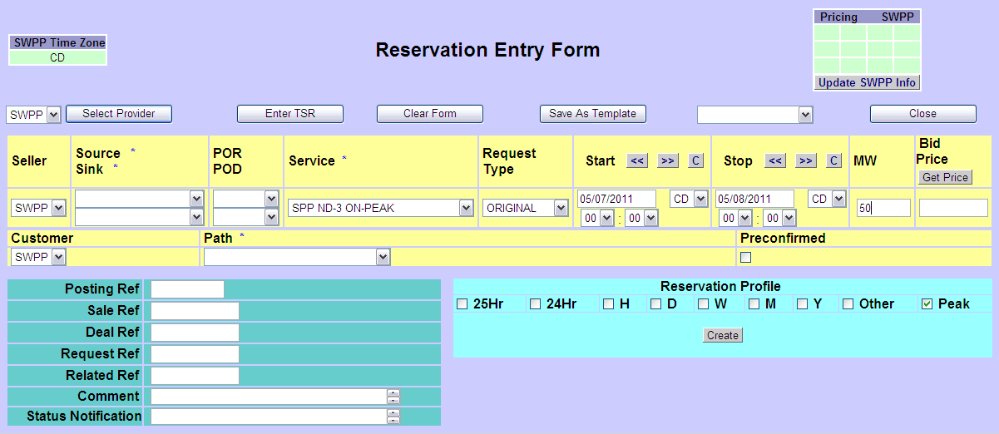 Pricing SWPP
SWPP Time Zone
CD
Reservation Entry Form
Update SWPP Info
SWPP Select Provider Enter TSR Clear Form Save As Template Close
Seller Source * Sink * POR POD Service * Request Type Start << >> C Stop << >> C MW Bid Price Get Price
SWPP SPP ND-3 ON-PEAK ORIGINAL 05/07/2011 CD 05/08/2011 CD 50
00 : 00 00 : 00
Customer Path * Preconfirmed
SWPP
Posting Ref
Sale Ref
Deal Ref
Request Ref
Related Ref
Comment
Status Notification
Reservation Profile
25Hr 24Hr H D W M Y Other Peak
Create